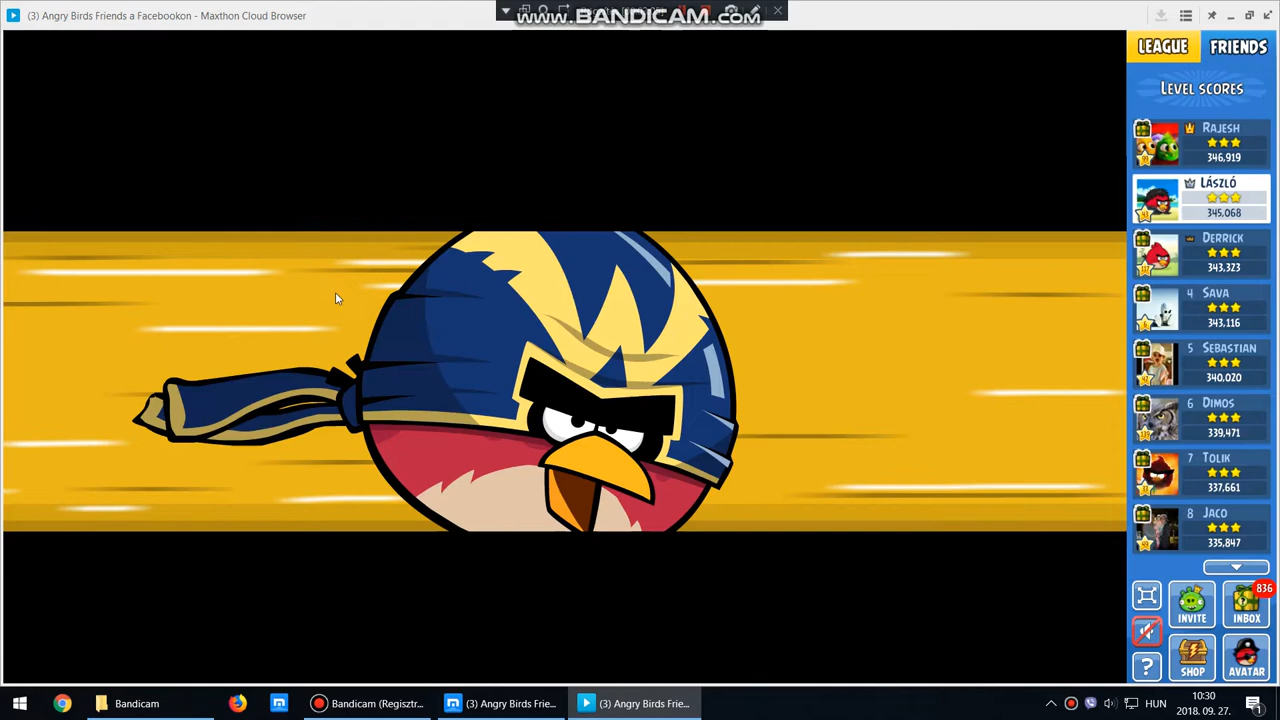 (3) Angry Birds Friends a Facebookon - Maxthon Cloud Browser
WWW.BANDICAM.COM
LEAGUE
FRIENDS
LEVEL SCORES
RAJESH
346,919
LÁSZLÓ
345,068
DERRICK
343,323
4 SAVA
343,116
5 SEBASTIAN
340,020
6 DIMOS
339,471
7 TOLIK
337,661
8 JACO
335,847
836
INVITE
INBOX
?
SHOP
AVATAR
Bandicam
Bandicam (Regisztr...
(3) Angry Birds Frie...
(3) Angry Birds Frie...
HUN
10:30
2018. 09. 27.
1